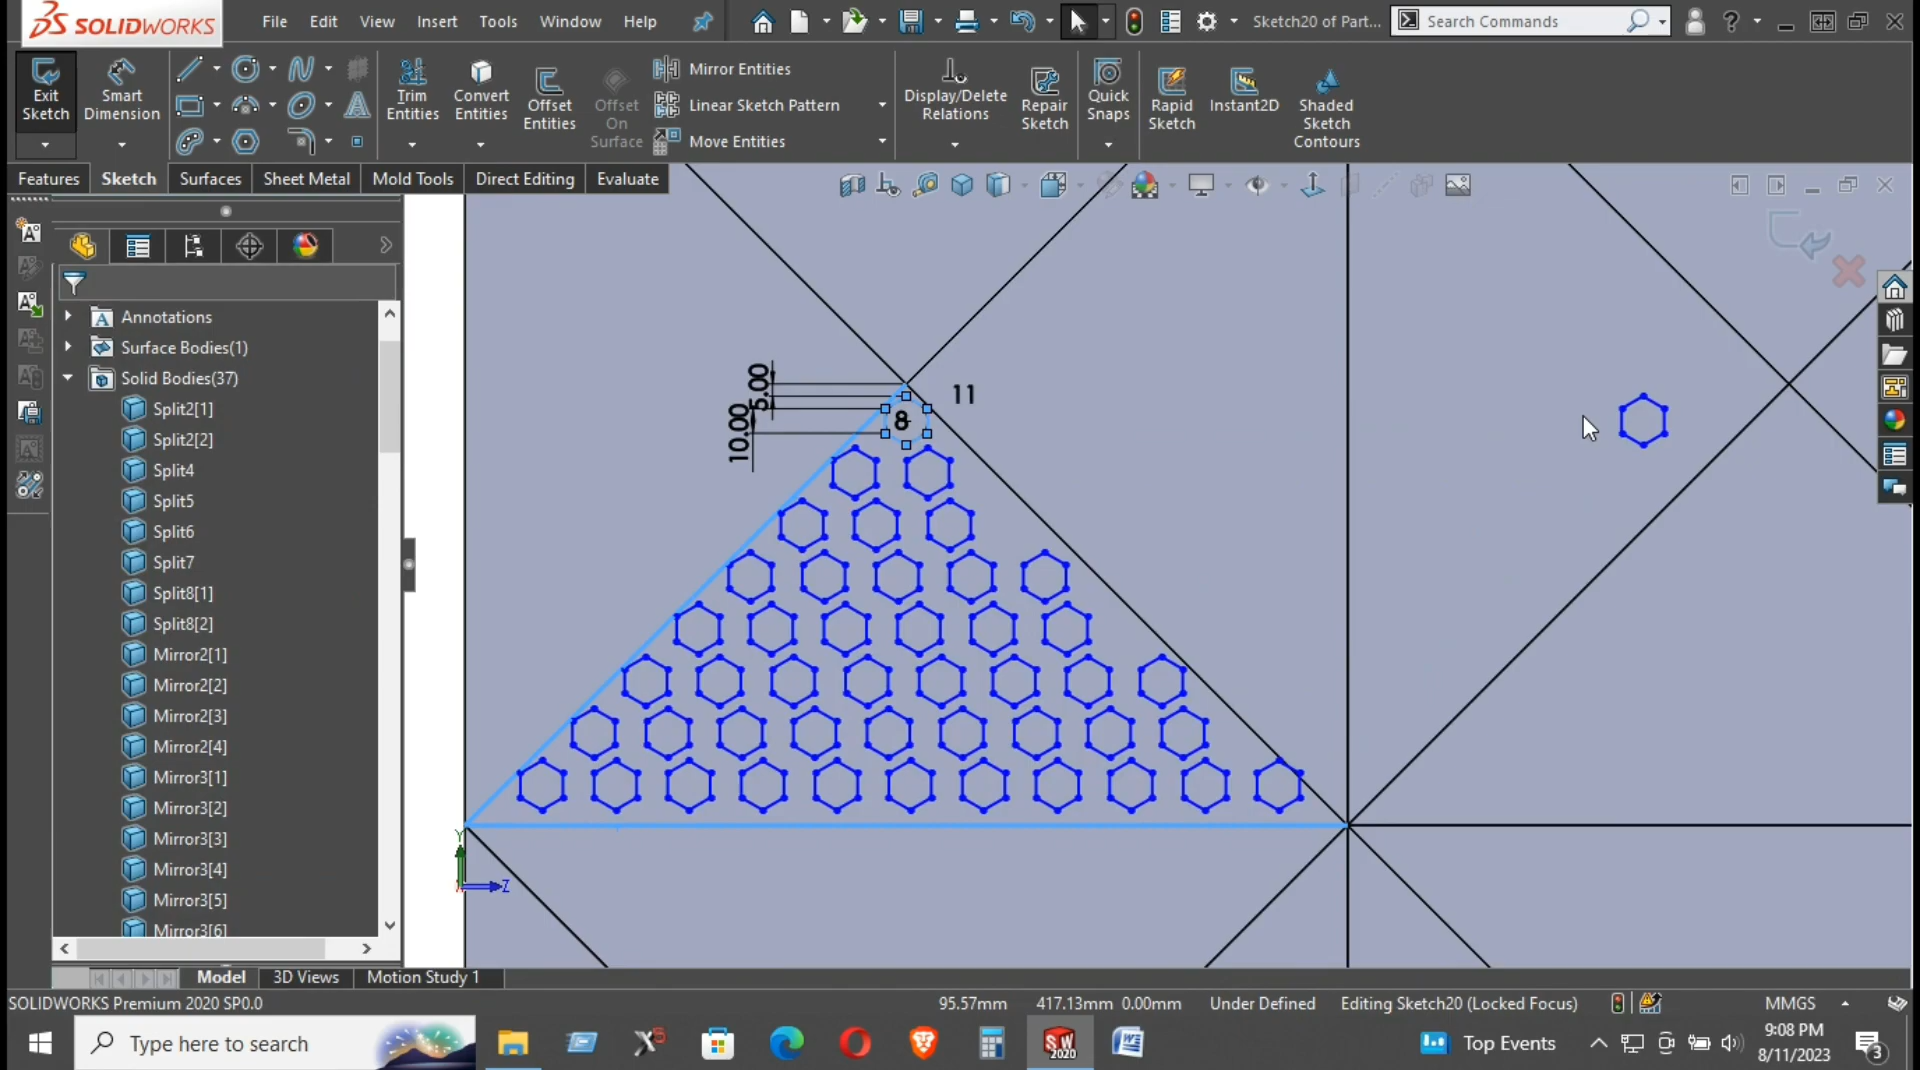 SOLIDWORKS
File Edit View Insert Tools Window Help
Sketch20 of Part...
Search Commands
Exit Sketch
Smart Dimension
Trim Entities
Convert Entities
Offset Entities
Offset On Surface
Mirror Entities
Linear Sketch Pattern
Move Entities
Display/Delete Relations
Repair Sketch
Quick Snaps
Rapid Sketch
Instant2D
Shaded Sketch Contours
Features Sketch Surfaces Sheet Metal Mold Tools Direct Editing Evaluate
Annotations
Surface Bodies(1)
Solid Bodies(37)
Split2[1]
Split2[2]
Split4
Split5
Split6
Split7
Split8[1]
Split8[2]
Mirror2[1]
Mirror2[2]
Mirror2[3]
Mirror2[4]
Mirror3[1]
Mirror3[2]
Mirror3[3]
Mirror3[4]
Mirror3[5]
Mirror3[6]
5.00
10.00
8
11
Y
Z
Model 3D Views Motion Study 1
SOLIDWORKS Premium 2020 SP0.0
95.57mm 417.13mm 0.00mm Under Defined Editing Sketch20 (Locked Focus) MMGS
Type here to search
SW 2020
Top Events
9:08 PM
8/11/2023
3